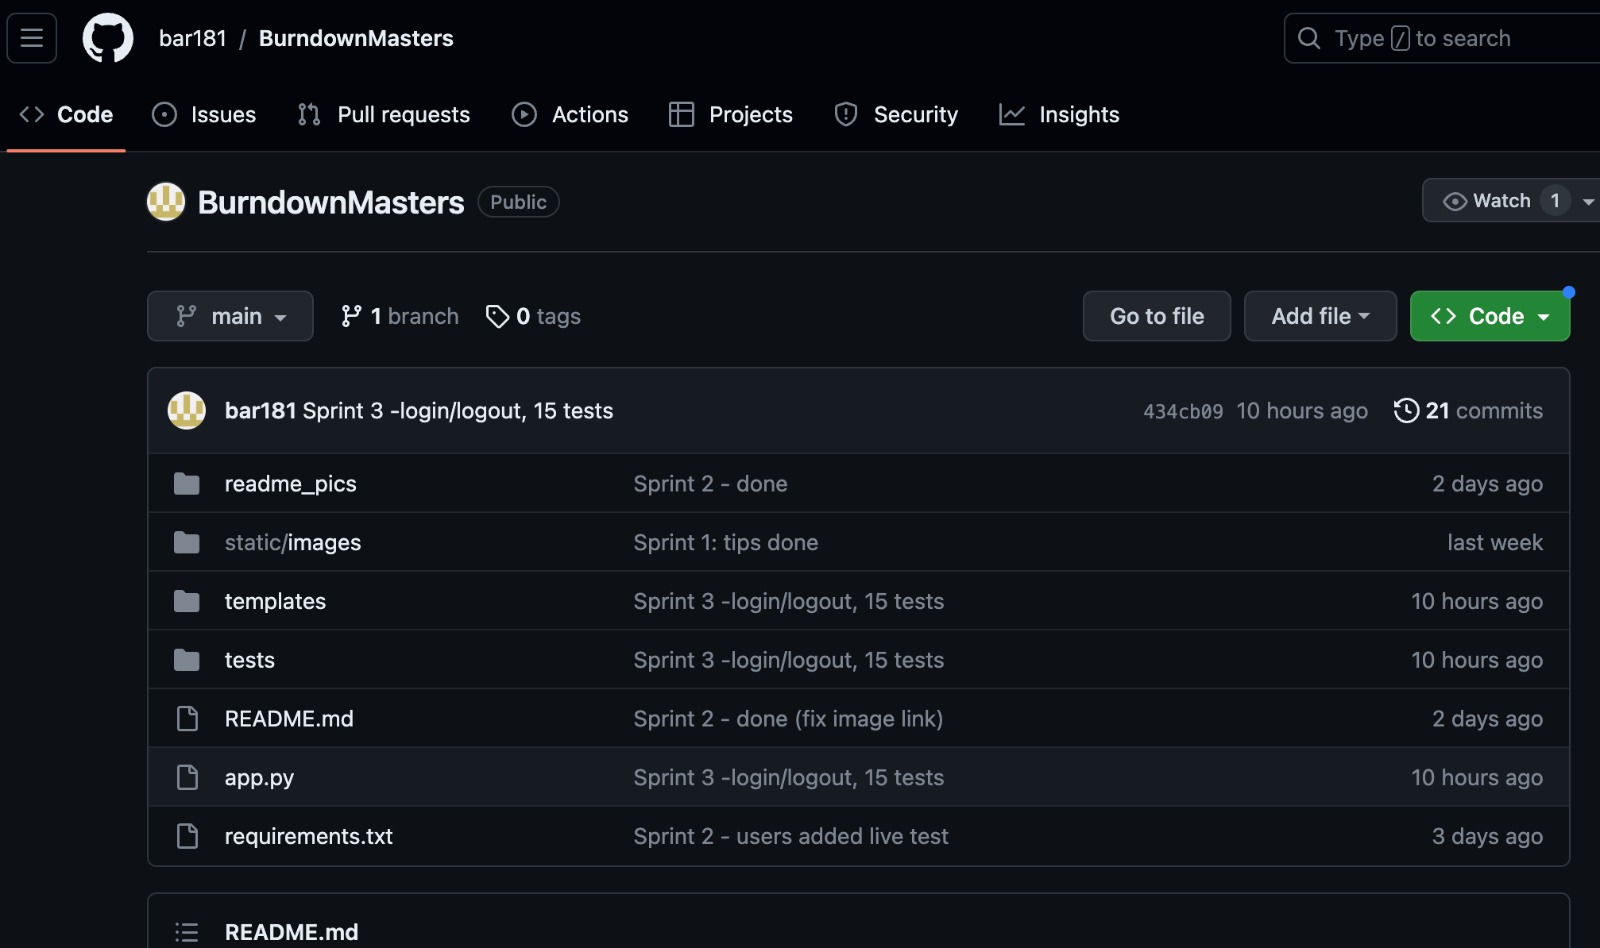 bar181 / BurndownMasters
Type / to search
Code Issues Pull requests Actions Projects Security Insights
BurndownMasters Public
Watch 1
main 1 branch 0 tags
Go to file Add file Code
bar181 Sprint 3 -login/logout, 15 tests 434cb09 10 hours ago 21 commits
readme_pics Sprint 2 - done 2 days ago
static/images Sprint 1: tips done last week
templates Sprint 3 -login/logout, 15 tests 10 hours ago
tests Sprint 3 -login/logout, 15 tests 10 hours ago
README.md Sprint 2 - done (fix image link) 2 days ago
app.py Sprint 3 -login/logout, 15 tests 10 hours ago
requirements.txt Sprint 2 - users added live test 3 days ago
README.md